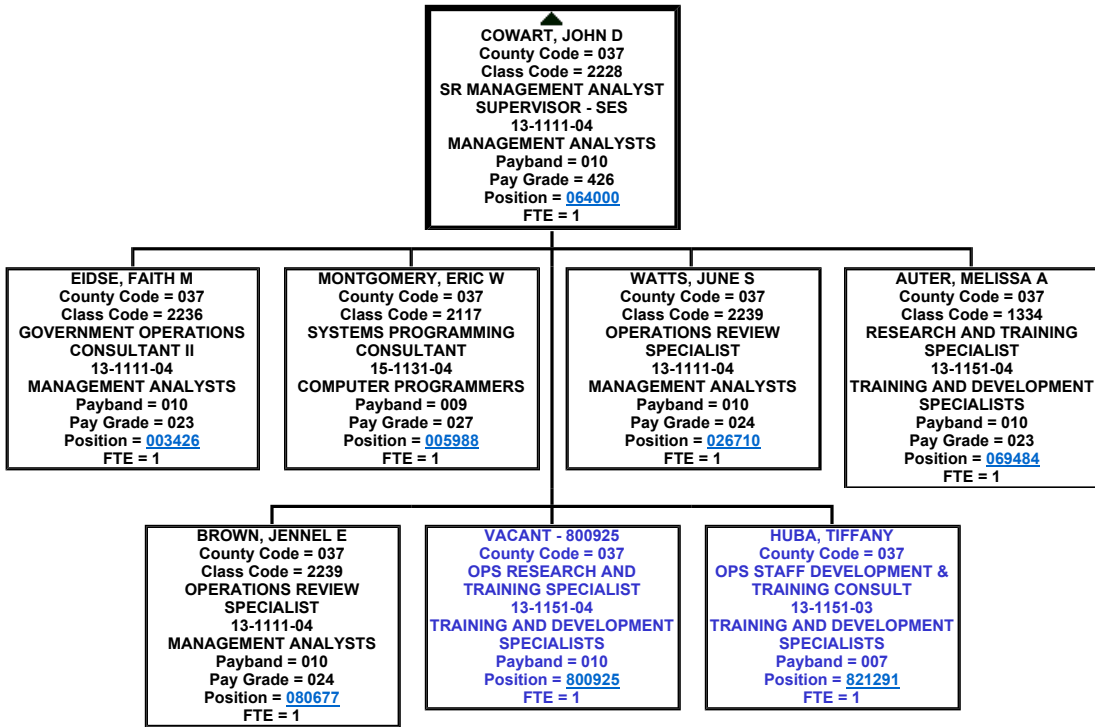 COWART, JOHN D
County Code = 037
Class Code = 2228
SR MANAGEMENT ANALYST
SUPERVISOR - SES
13-1111-04
MANAGEMENT ANALYSTS
Payband = 010
Pay Grade = 426
Position = 064000
FTE = 1
EIDSE, FAITH M
County Code = 037
Class Code = 2236
GOVERNMENT OPERATIONS
CONSULTANT II
13-1111-04
MANAGEMENT ANALYSTS
Payband = 010
Pay Grade = 023
Position = 003426
FTE = 1
MONTGOMERY, ERIC W
County Code = 037
Class Code = 2117
SYSTEMS PROGRAMMING
CONSULTANT
15-1131-04
COMPUTER PROGRAMMERS
Payband = 009
Pay Grade = 027
Position = 005988
FTE = 1
WATTS, JUNE S
County Code = 037
Class Code = 2239
OPERATIONS REVIEW
SPECIALIST
13-1111-04
MANAGEMENT ANALYSTS
Payband = 010
Pay Grade = 024
Position = 026710
FTE = 1
AUTER, MELISSA A
County Code = 037
Class Code = 1334
RESEARCH AND TRAINING
SPECIALIST
13-1151-04
TRAINING AND DEVELOPMENT
SPECIALISTS
Payband = 010
Pay Grade = 023
Position = 069484
FTE = 1
BROWN, JENNEL E
County Code = 037
Class Code = 2239
OPERATIONS REVIEW
SPECIALIST
13-1111-04
MANAGEMENT ANALYSTS
Payband = 010
Pay Grade = 024
Position = 080677
FTE = 1
VACANT - 800925
County Code = 037
OPS RESEARCH AND
TRAINING SPECIALIST
13-1151-04
TRAINING AND DEVELOPMENT
SPECIALISTS
Payband = 010
Position = 800925
FTE = 1
HUBA, TIFFANY
County Code = 037
OPS STAFF DEVELOPMENT &
TRAINING CONSULT
13-1151-03
TRAINING AND DEVELOPMENT
SPECIALISTS
Payband = 007
Position = 821291
FTE = 1